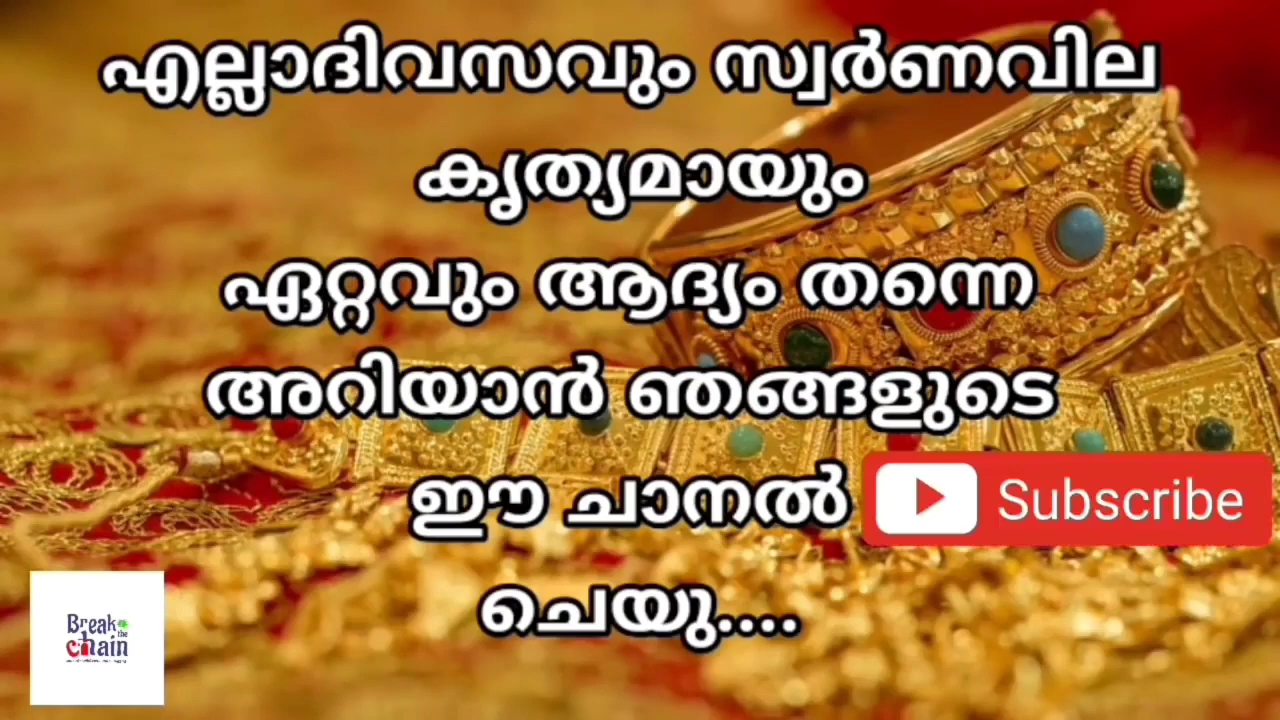 എല്ലാദിവസവും സ്വർണവില
കൃത്യമായും
ഏറ്റവും ആദ്യം തന്നെ
അറിയാൻ ഞങ്ങളുടെ
ഈ ചാനൽ Subscribe
ചെയു....
Break
the
chain